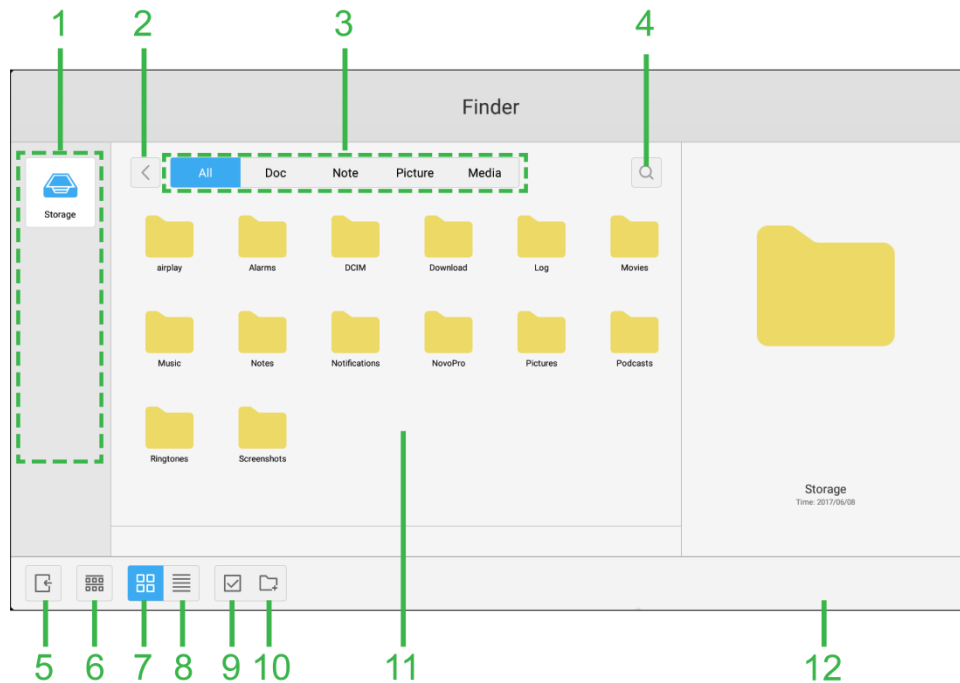 1 2 3 4
Finder
All Doc Note Picture Media
Storage
airplay Alarms DCIM Download Log Movies
Music Notes Notifications NovoPro Pictures Podcasts
Ringtones Screenshots
Storage
Time: 2017/06/08
5 6 7 8 9 10 11 12